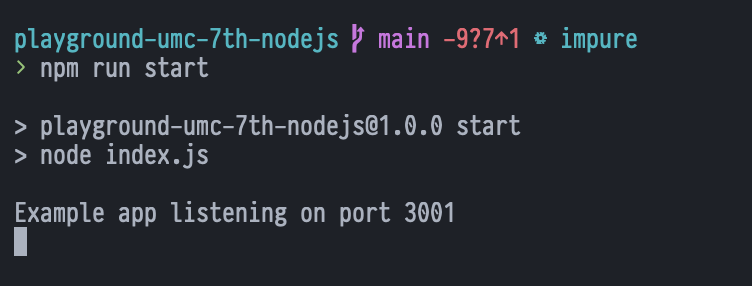 playground-umc-7th-nodejs main -9?7↑1 impure
> npm run start
> playground-umc-7th-nodejs@1.0.0 start
> node index.js
Example app listening on port 3001